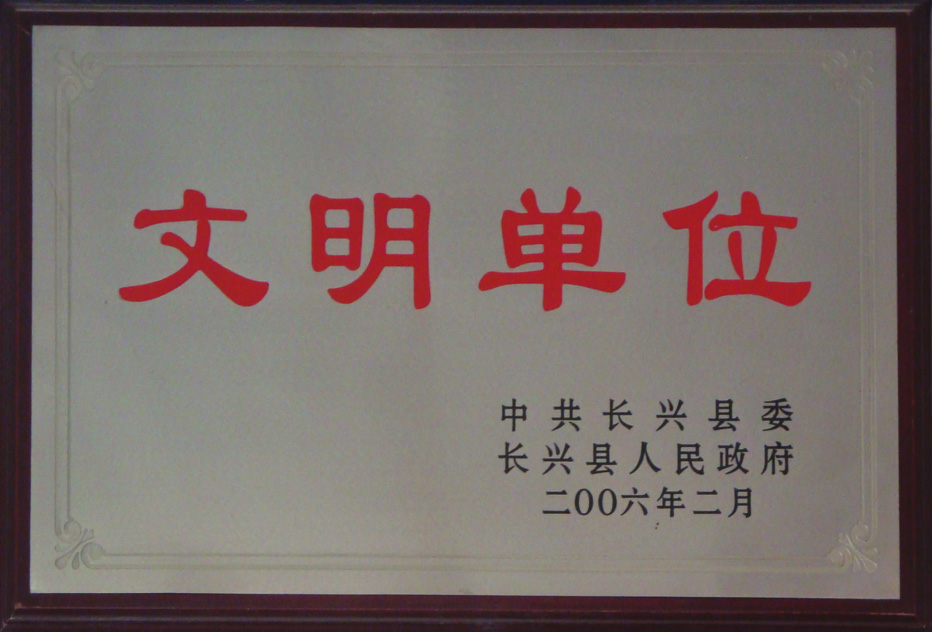 文明单位
中共长兴县委
长兴县人民政府
二00六年二月